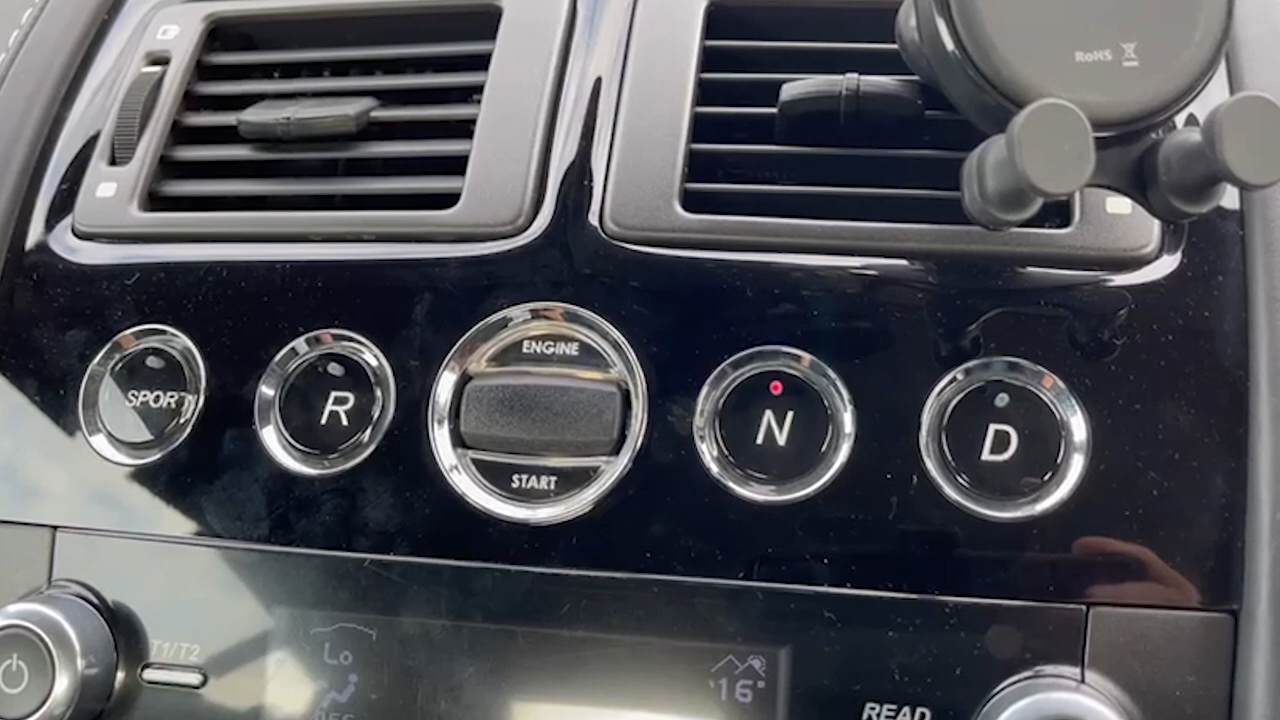 RoHS
ENGINE
SPORT
R
N
D
START
T1/T2
Lo
16°
READ